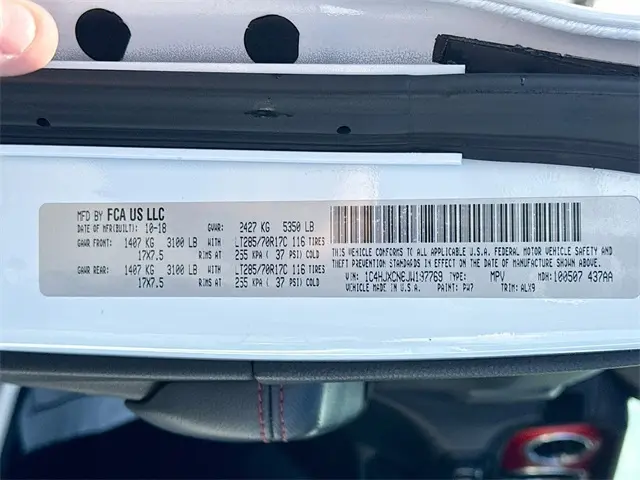 MFD BY FCA US LLC
DATE OF MFR(BUILT): 10-18 GVWR: 2427 KG 5350 LB
GAWR FRONT: 1407 KG 3100 LB WITH LT285/70R17C 116 TIRES
17X7.5 RIMS AT 255 KPA ( 37 PSI) COLD
GAWR REAR: 1407 KG 3100 LB WITH LT285/70R17C 116 TIRES
17X7.5 RIMS AT 255 KPA ( 37 PSI) COLD
THIS VEHICLE CONFORMS TO ALL APPLICABLE U.S.A. FEDERAL MOTOR VEHICLE SAFETY,
BUMPER, AND THEFT PREVENTION STANDARDS IN EFFECT ON THE DATE OF MANUFACTURE SHOWN ABOVE.
VIN: 1C4HJXCN6JW197769 TYPE: MPV MDH: 100507 437AA
VEHICLE MADE IN U.S.A. PAINT: PW7 TRIM: ALX9